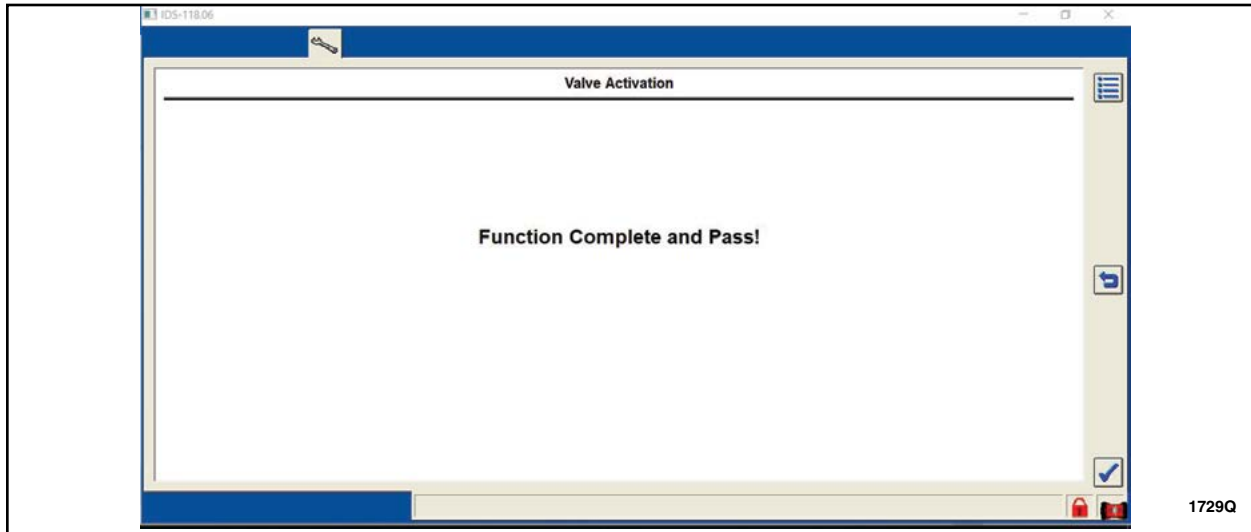 IDS-118.06
Valve Activation
Function Complete and Pass!
1729Q